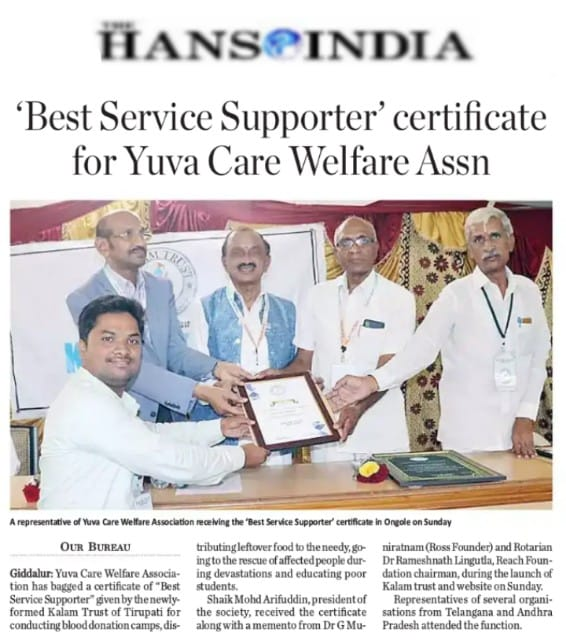 THE
HANS INDIA
‘Best Service Supporter’ certificate
for Yuva Care Welfare Assn
TRUST
A representative of Yuva Care Welfare Association receiving the ‘Best Service Supporter’ certificate in Ongole on Sunday
OUR BUREAU
Giddalur: Yuva Care Welfare Associa-
tion has bagged a certificate of “Best
Service Supporter” given by the newly-
formed Kalam Trust of Tirupati for
conducting blood donation camps, dis-
tributing leftover food to the needy, go-
ing to the rescue of affected people dur-
ing devastations and educating poor
students.
Shaik Mohd Arifuddin, president of
the society, received the certificate
along with a memento from Dr G Mu-
niratnam (Ross Founder) and Rotarian
Dr Rameshnath Lingutla, Reach Foun-
dation chairman, during the launch of
Kalam trust and website on Sunday.
Representatives of several organi-
sations from Telangana and Andhra
Pradesh attended the function.